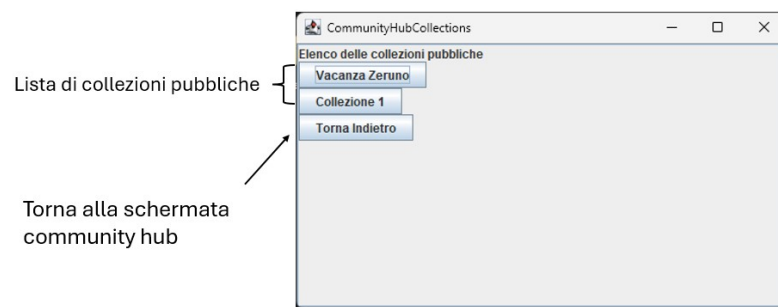 CommunityHubCollections
Elenco delle collezioni pubbliche
Vacanza Zeruno
Lista di collezioni pubbliche
Collezione 1
Torna Indietro
Torna alla schermata
community hub